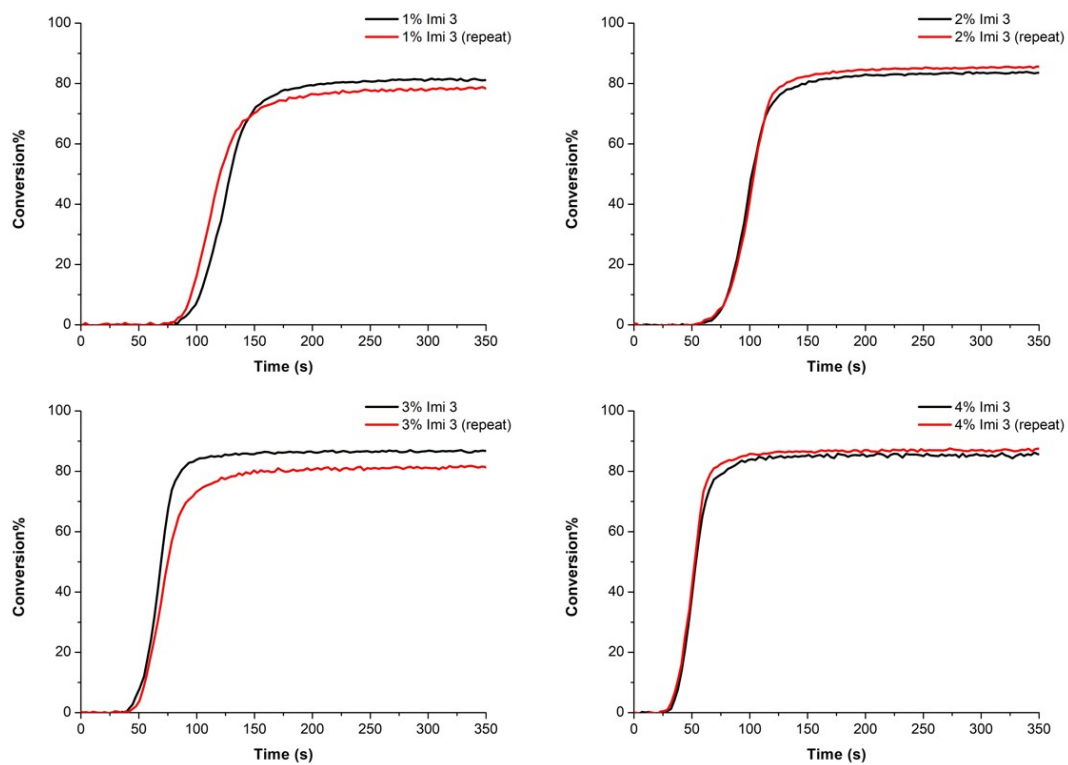 1% Imi 3
1% Imi 3 (repeat)
100
80
60
40
20
0
Conversion%
0 50 100 150 200 250 300 350
Time (s)
2% Imi 3
2% Imi 3 (repeat)
100
80
60
40
20
0
Conversion%
0 50 100 150 200 250 300 350
Time (s)
3% Imi 3
3% Imi 3 (repeat)
100
80
60
40
20
0
Conversion%
0 50 100 150 200 250 300 350
Time (s)
4% Imi 3
4% Imi 3 (repeat)
100
80
60
40
20
0
Conversion%
0 50 100 150 200 250 300 350
Time (s)